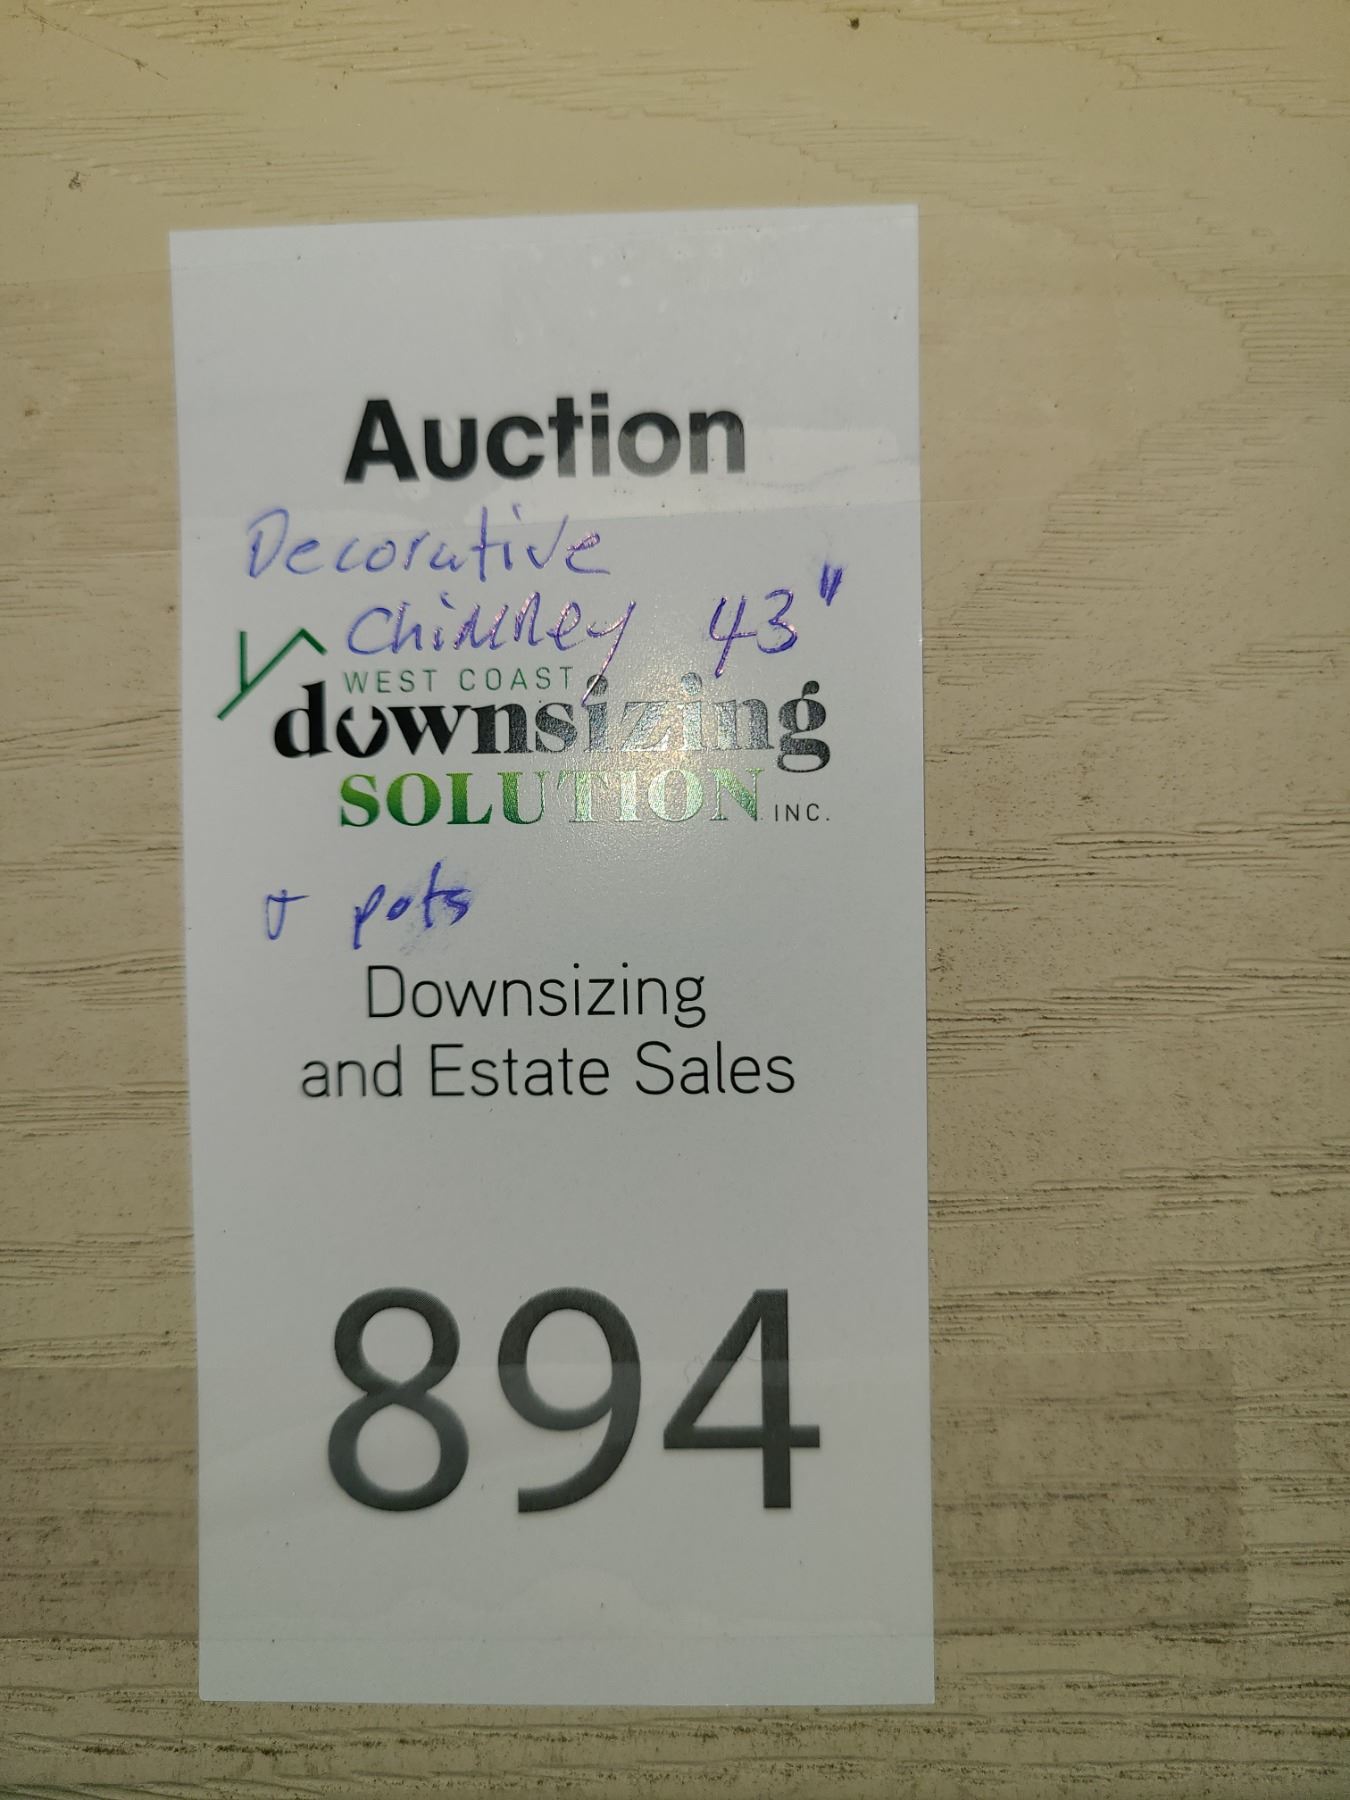 Auction
Decorative
Chimney 43"
WEST COAST
downsizing
SOLUTION INC.
& pots
Downsizing
and Estate Sales
894